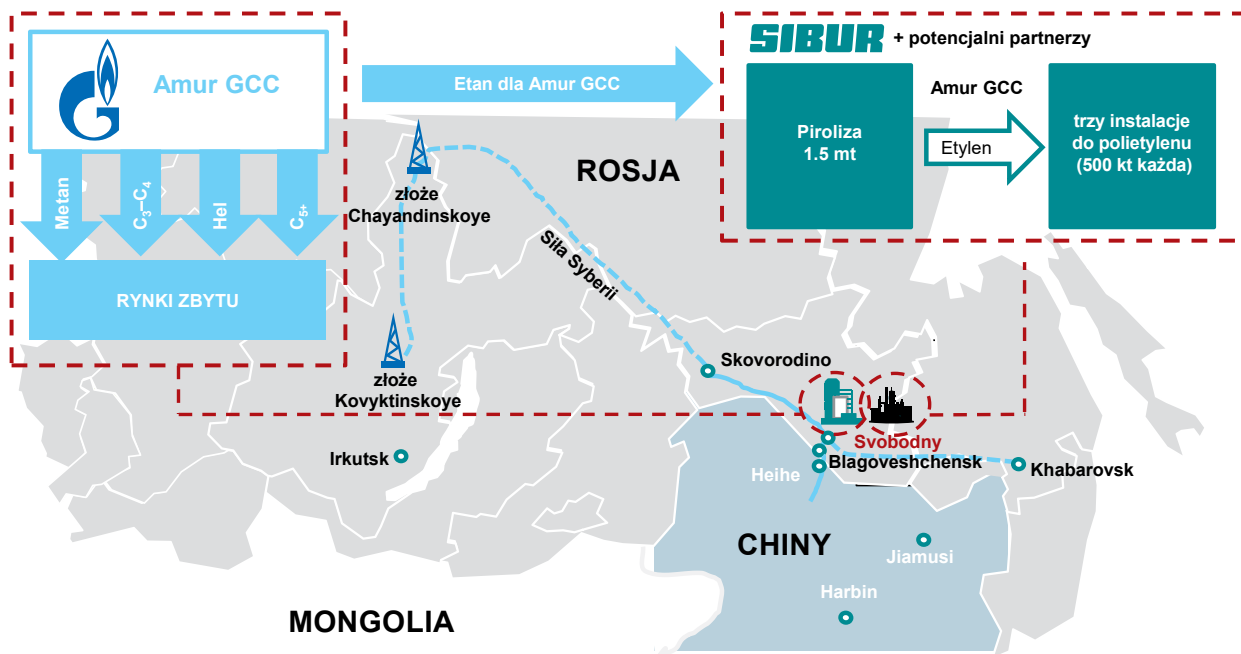 Amur GCC
Metan
C3–C4
Hel
C5+
RYNKI ZBYTU
Etan dla Amur GCC
SIBUR + potencjalni partnerzy
Piroliza
1.5 mt
Amur GCC
Etylen
trzy instalacje
do polietylenu
(500 kt każda)
ROSJA
złoże
Chayandinskoye
Siła Syberii
złoże
Kovyktinskoye
Skovorodino
Svobodny
Irkutsk
Blagoveshchensk
Heihe
Khabarovsk
CHINY
Jiamusi
Harbin
MONGOLIA